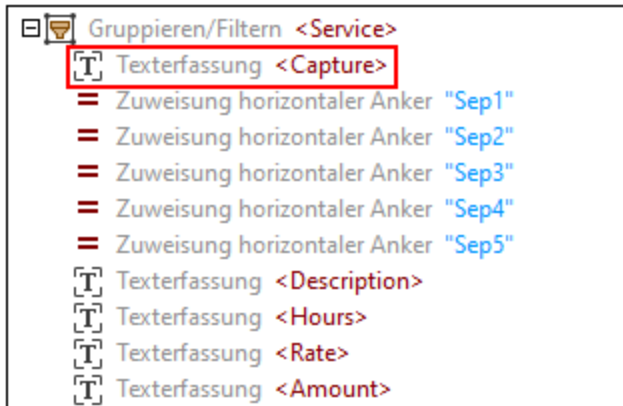 Gruppieren/Filtern <Service>
Texterfassung <Capture>
Zuweisung horizontaler Anker "Sep1"
Zuweisung horizontaler Anker "Sep2"
Zuweisung horizontaler Anker "Sep3"
Zuweisung horizontaler Anker "Sep4"
Zuweisung horizontaler Anker "Sep5"
Texterfassung <Description>
Texterfassung <Hours>
Texterfassung <Rate>
Texterfassung <Amount>